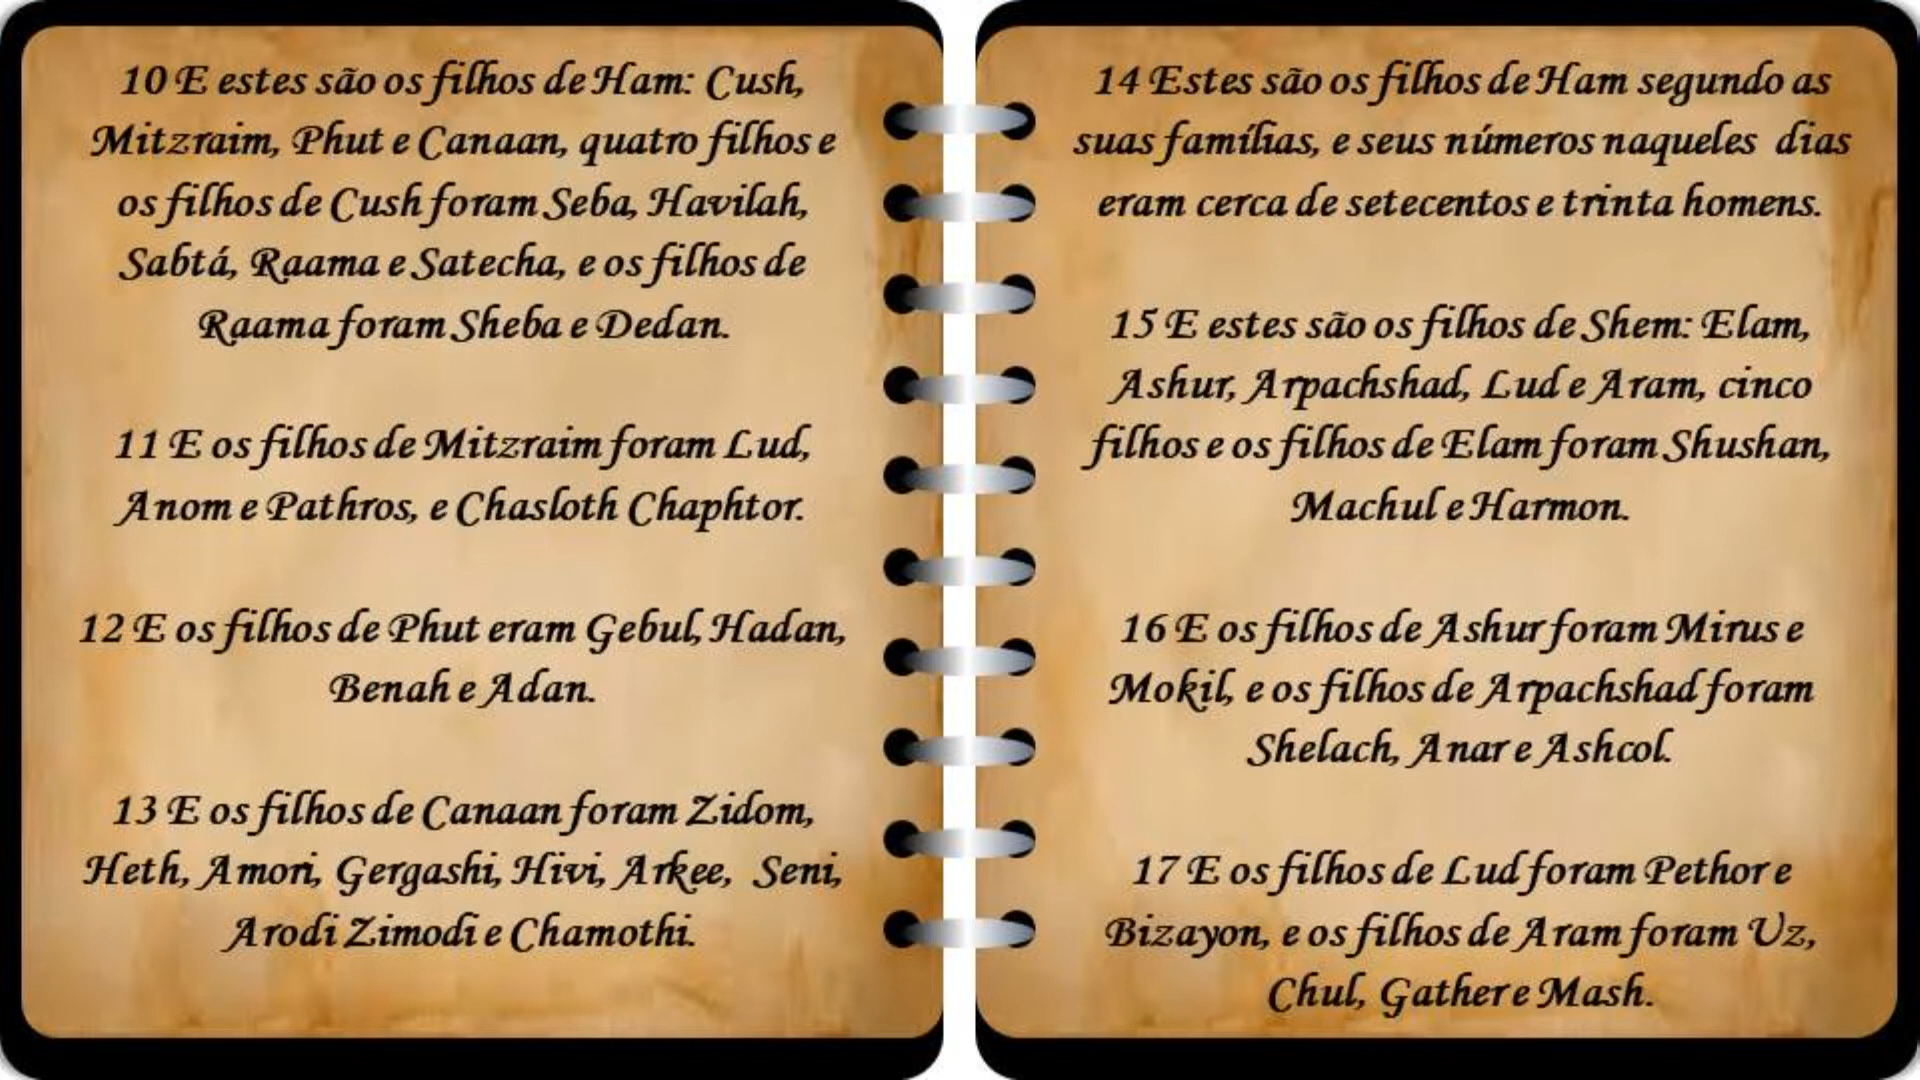 10 E estes são os filhos de Ham: Cush,
Mitzraim, Phut e Canaan, quatro filhos e
os filhos de Cush foram Seba, Havilah,
Sabtá, Raama e Satecha, e os filhos de
Raama foram Sheba e Dedan.
11 E os filhos de Mitzraim foram Lud,
Anom e Pathros, e Chasloth Chaphtor.
12 E os filhos de Phut eram Gebul, Hadan,
Benah e Adan.
13 E os filhos de Canaan foram Zidom,
Heth, Amori, Gergashi, Hivi, Arkee, Seni,
Arodi Zimodi e Chamothi.
14 Estes são os filhos de Ham segundo as
suas famílias, e seus números naqueles dias
eram cerca de setecentos e trinta homens.
15 E estes são os filhos de Shem: Elam,
Ashur, Arpachshad, Lud e Aram, cinco
filhos e os filhos de Elam foram Shushan,
Machul e Harmon.
16 E os filhos de Ashur foram Mirus e
Mokil, e os filhos de Arpachshad foram
Shelach, Anar e Ashcol.
17 E os filhos de Lud foram Pethor e
Bizayon, e os filhos de Aram foram Uz,
Chul, Gather e Mash.